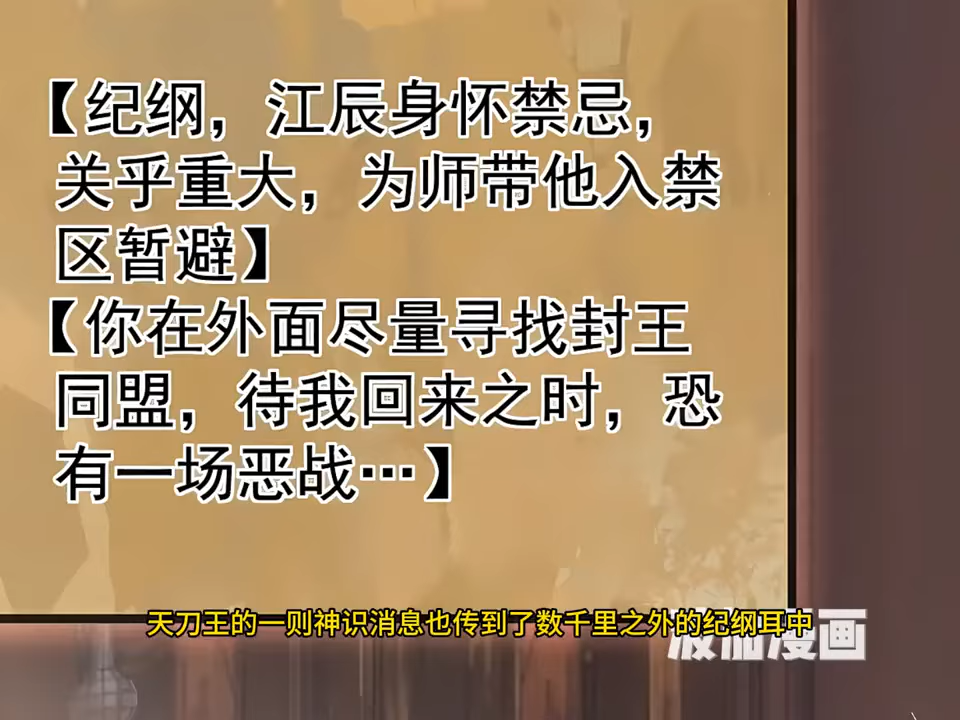 【纪纲，江辰身怀禁忌，
关乎重大，为师带他入禁
区暂避】
【你在外面尽量寻找封王
同盟，待我回来之时，恐
有一场恶战…】
天刀王的一则神识消息也传到了数千里之外的纪纲耳中
漫画